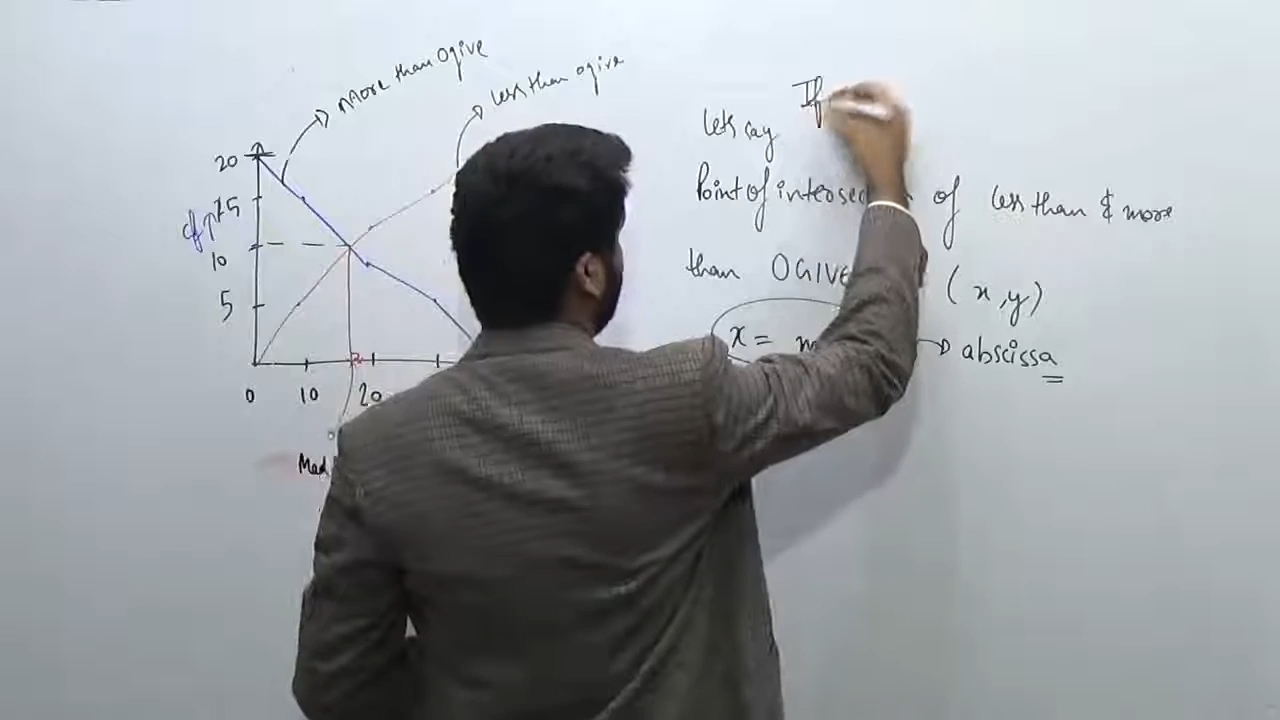 More than Ogive
less than ogive
20
15
10
5
cf
0 10 20
Med
If
lets say
Point of of less than & more
than OGIVE (x,y)
x = abscissa